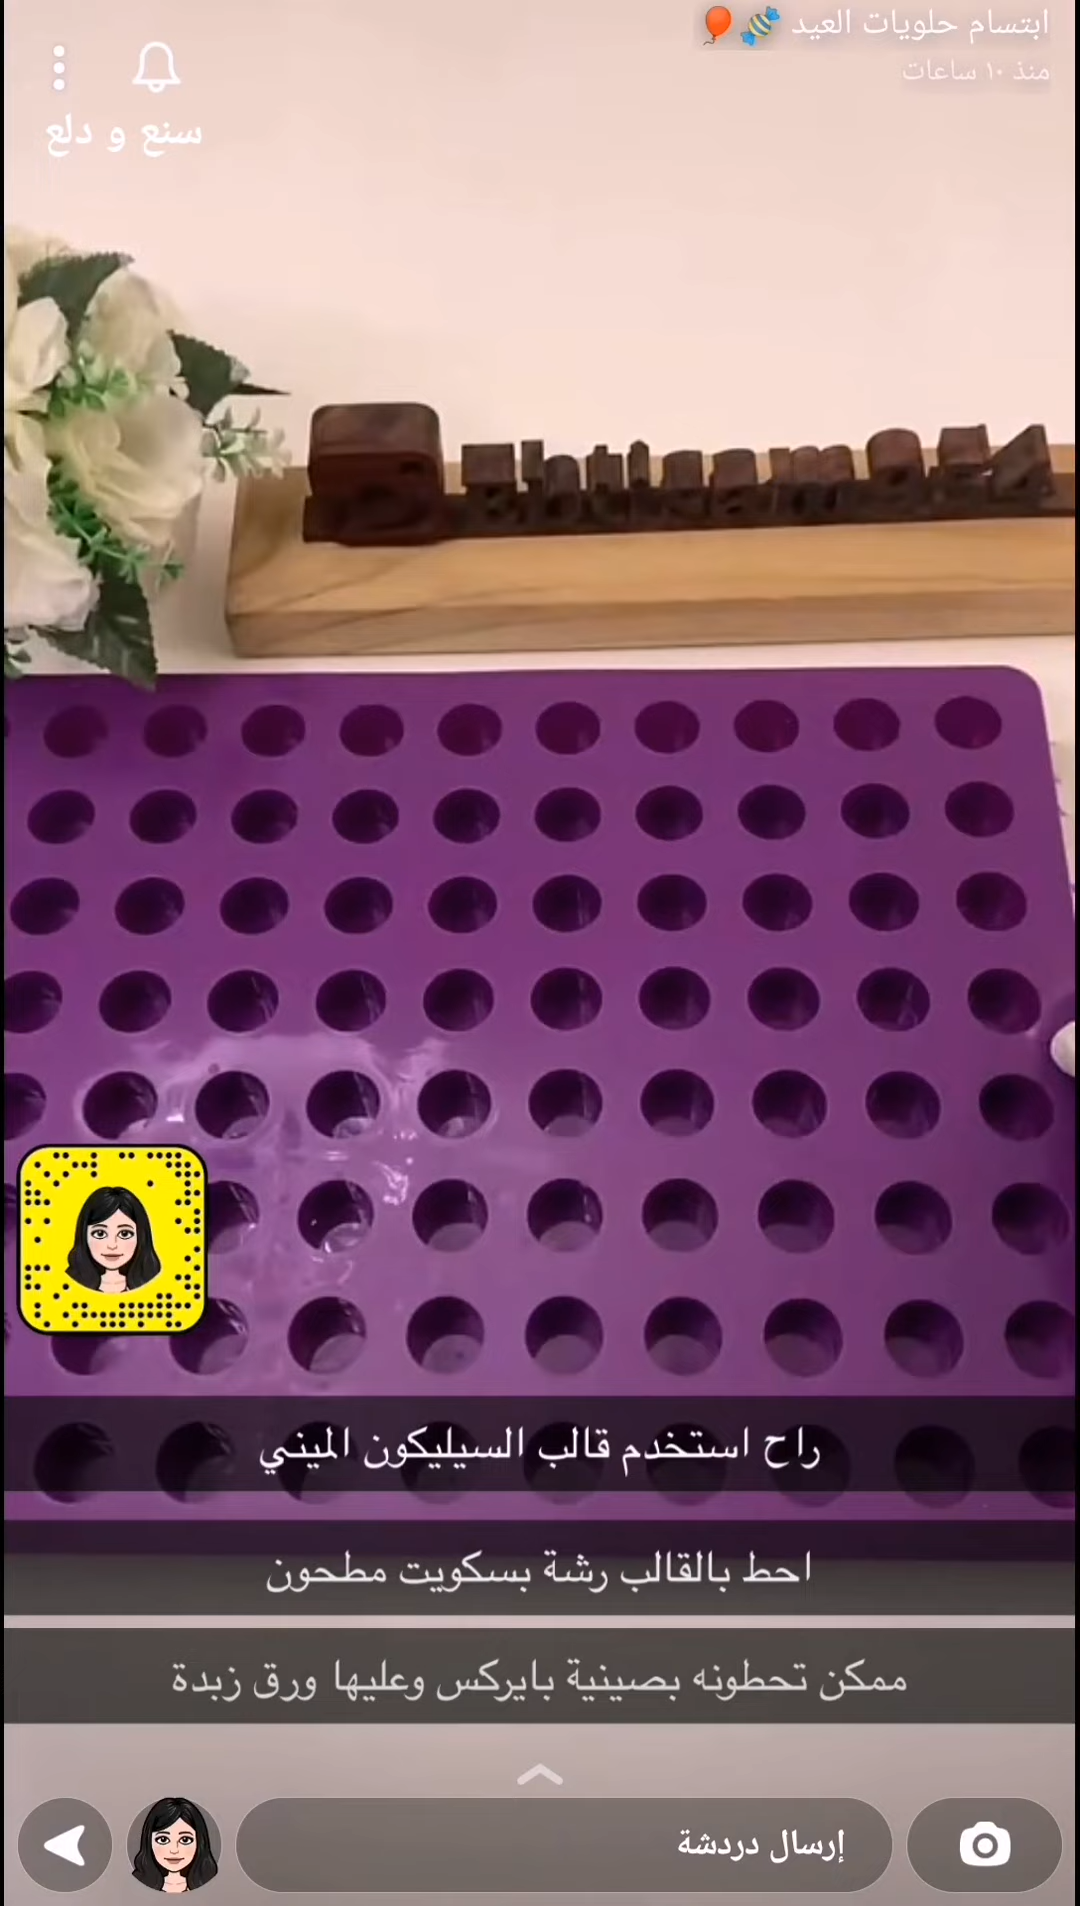 ابتسام حلويات العيد 🍬🎈
منذ ١٠ ساعات
سنع و دلع
راح استخدم قالب السيليكون الميني
احط بالقالب رشة بسكويت مطحون
ممكن تحطونه بصينية بايركس وعليها ورق زبدة
إرسال دردشة